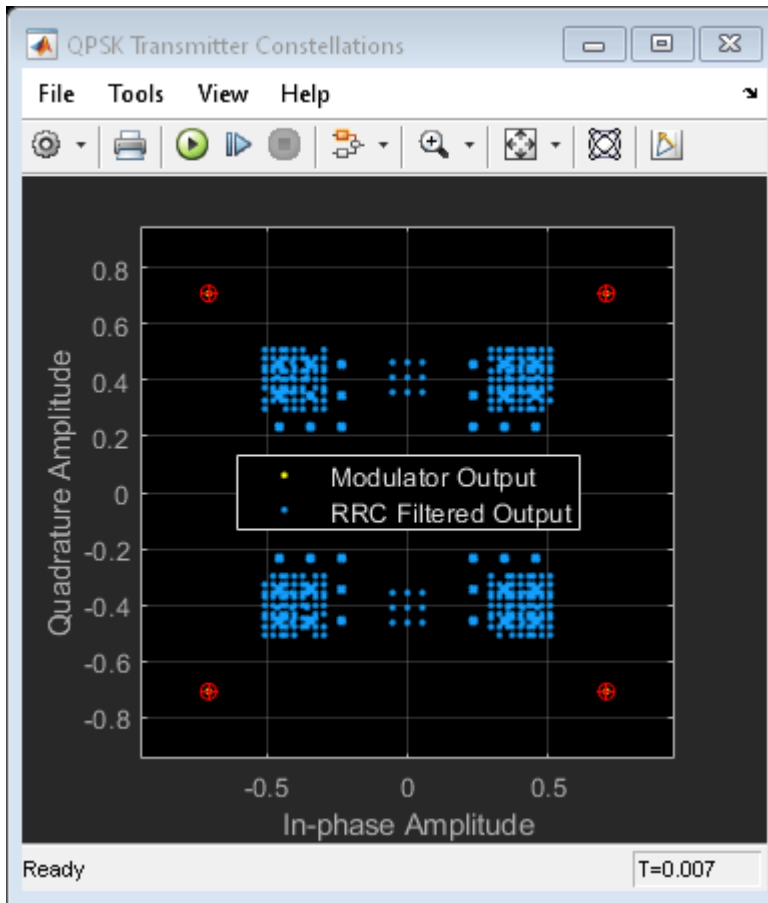 QPSK Transmitter Constellations
File Tools View Help
0.8
0.6
0.4
0.2
0
-0.2
-0.4
-0.6
-0.8
Quadrature Amplitude
Modulator Output
RRC Filtered Output
-0.5 0 0.5
In-phase Amplitude
Ready T=0.007